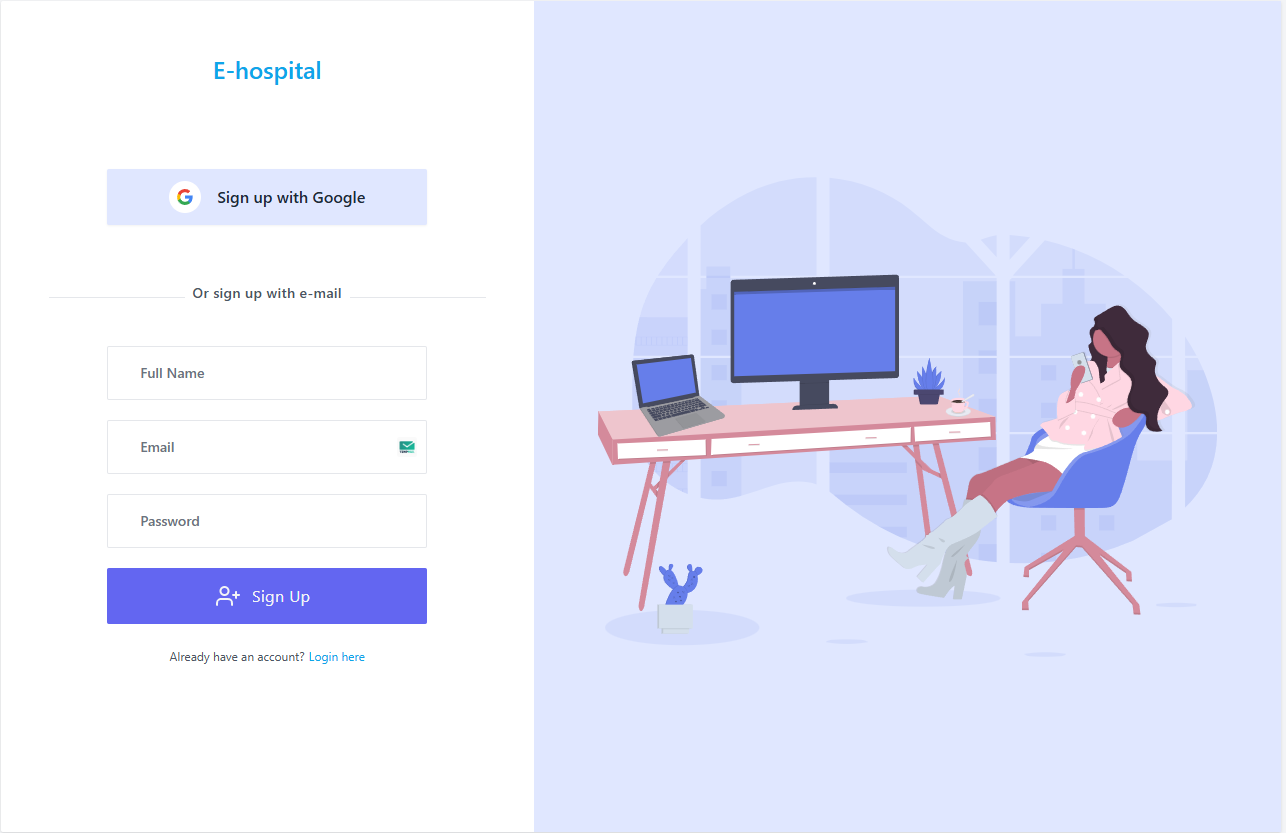 E-hospital
Sign up with Google
Or sign up with e-mail
Full Name
Email
Password
Sign Up
Already have an account? Login here